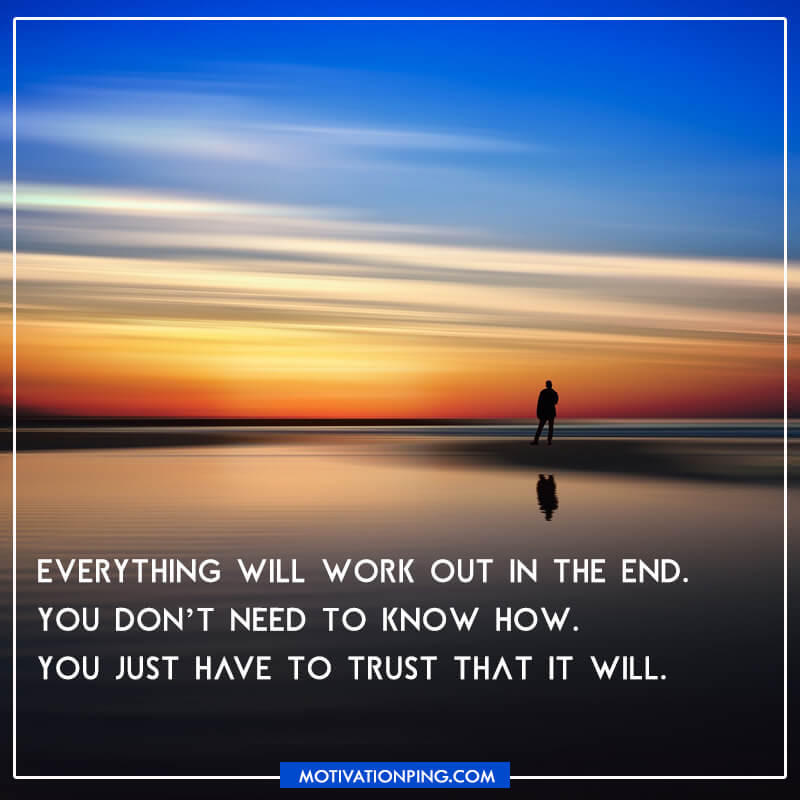 EVERYTHING WILL WORK OUT IN THE END.
YOU DON'T NEED TO KNOW HOW.
YOU JUST HAVE TO TRUST THAT IT WILL.
MOTIVATIONPING.COM